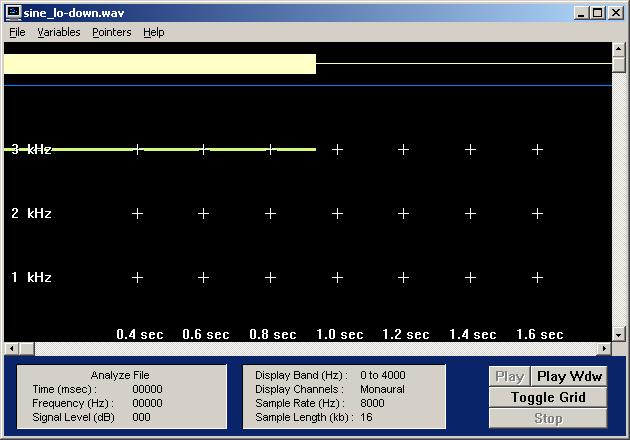 sine_lo-down.wav
File Variables Pointers Help
3 kHz
2 kHz
1 kHz
0.4 sec 0.6 sec 0.8 sec 1.0 sec 1.2 sec 1.4 sec 1.6 sec
Analyze File
Time (msec) : 00000
Frequency (Hz) : 00000
Signal Level (dB) 000
Display Band (Hz) : 0 to 4000
Display Channels : Monaural
Sample Rate (Hz) : 8000
Sample Length (kb) : 16
Play Play Wdw
Toggle Grid
Stop